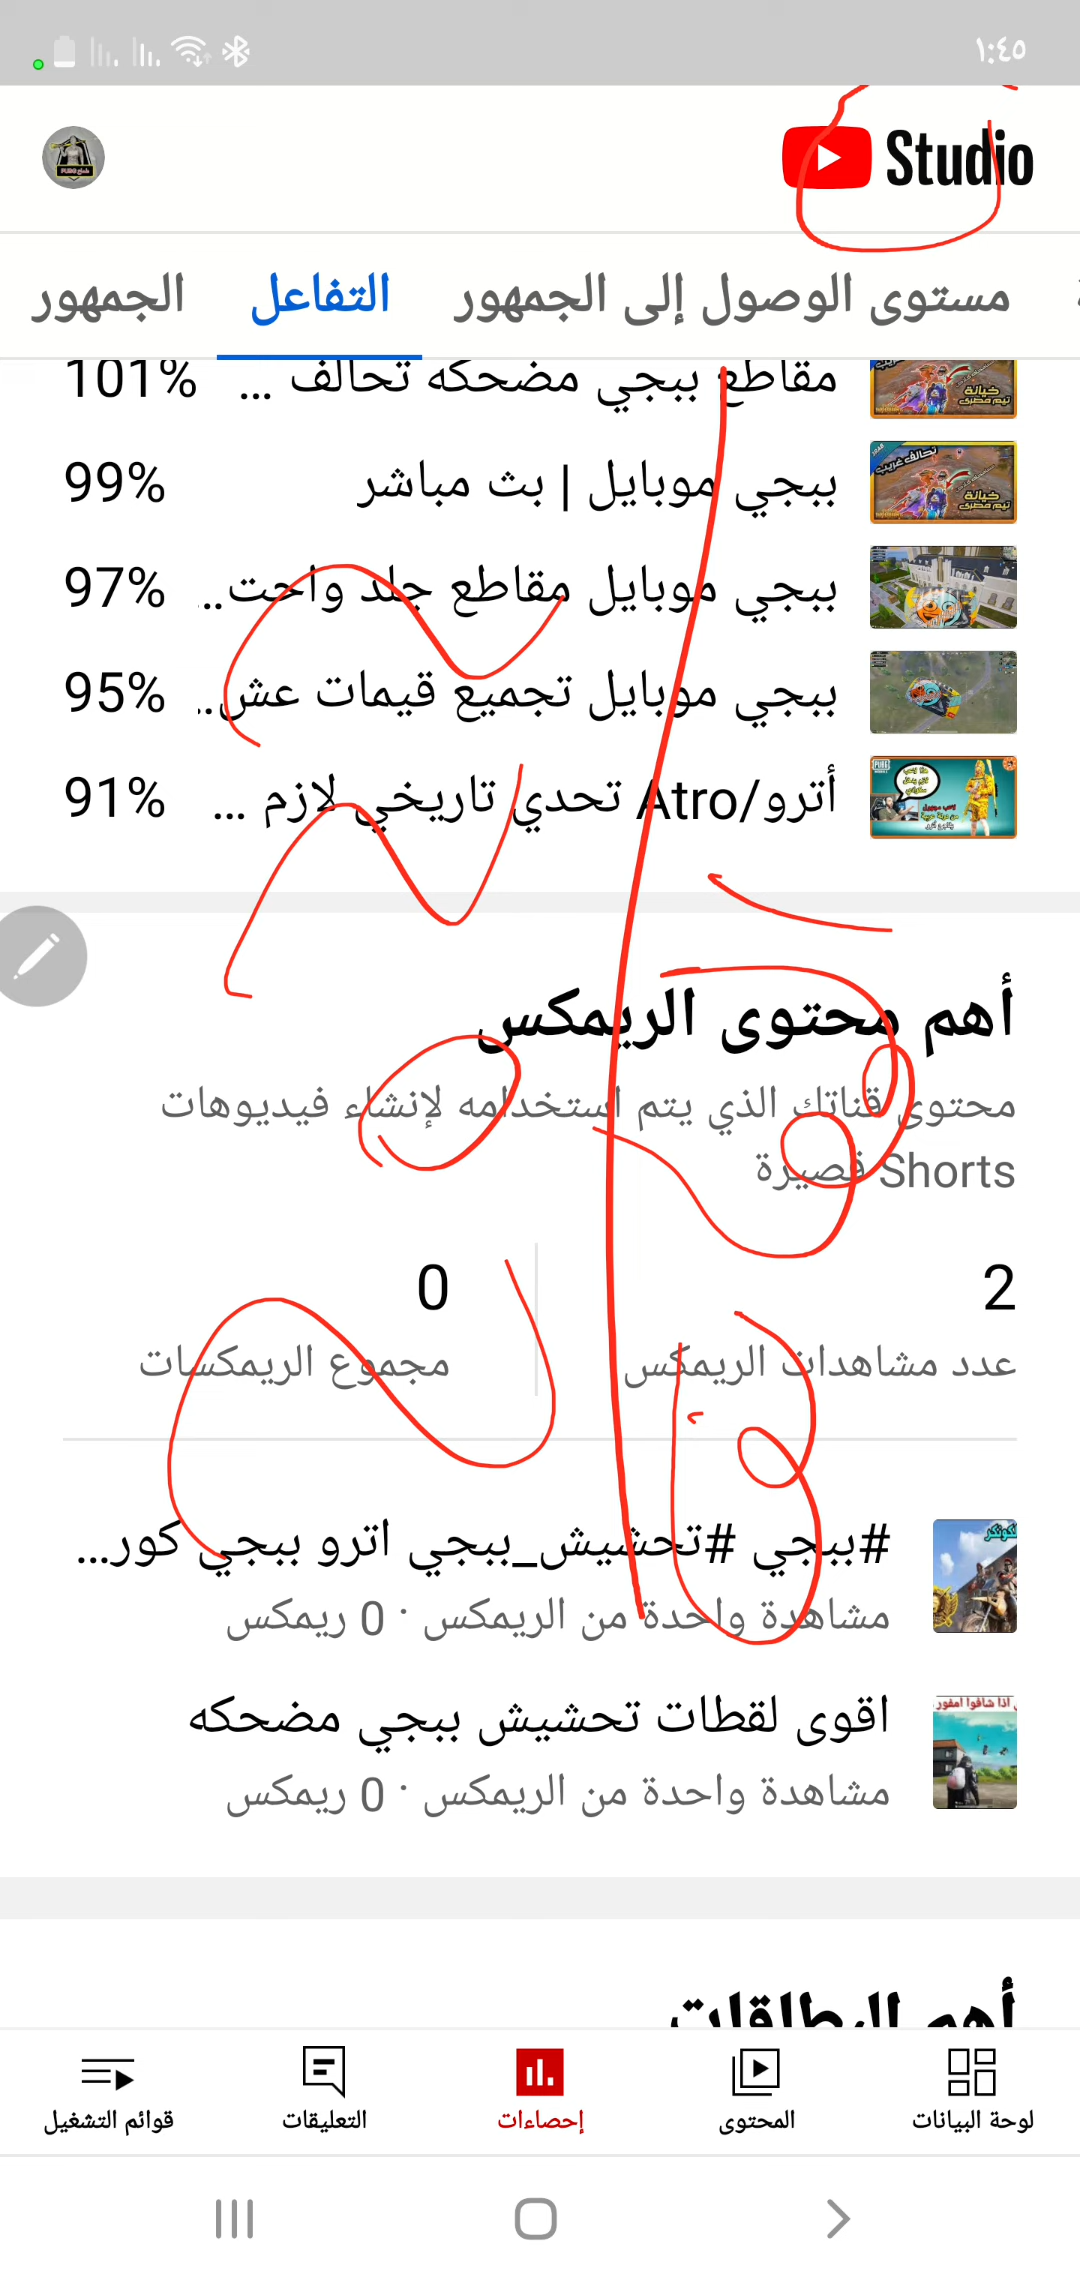 ١:٤٥
Studio
مستوى الوصول إلى الجمهور التفاعل الجمهور
مقاطع ببجي مضحكه تحالف ... 101%
ببجي موبايل | بث مباشر 99%
ببجي موبايل مقاطع جلد واحت... 97%
ببجي موبايل تجميع قيمات عش... 95%
أترو/Atro تحدي تاريخي لازم ... 91%
أهم محتوى الريمكس
محتوى قناتك الذي يتم استخدامه لإنشاء فيديوهات
Shorts قصيرة
2 0
عدد مشاهدات الريمكس مجموع الريمكسات
#ببجي #تحشيش_ببجي اترو ببجي كور...
مشاهدة واحدة من الريمكس · 0 ريمكس
اقوى لقطات تحشيش ببجي مضحكه
مشاهدة واحدة من الريمكس · 0 ريمكس
أهم البطاقات
لوحة البيانات المحتوى إحصاءات التعليقات قوائم التشغيل